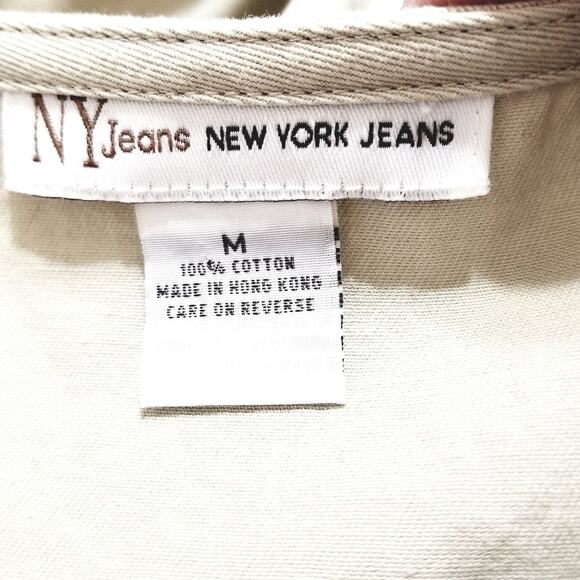 NY Jeans NEW YORK JEANS
M
100% COTTON
MADE IN HONG KONG
CARE ON REVERSE